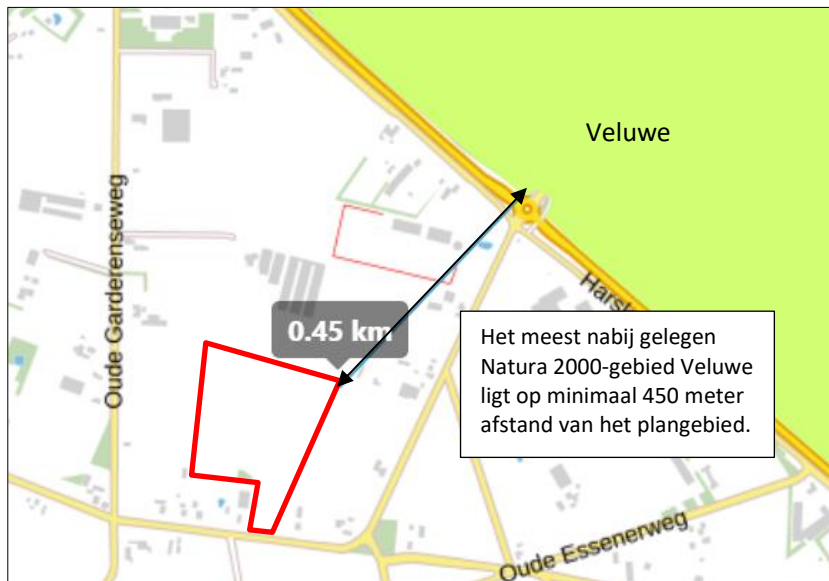 Veluwe
Oude Garderenseweg
0.45 km
Het meest nabij gelegen
Natura 2000-gebied Veluwe
ligt op minimaal 450 meter
afstand van het plangebied.
Oude Essenerweg